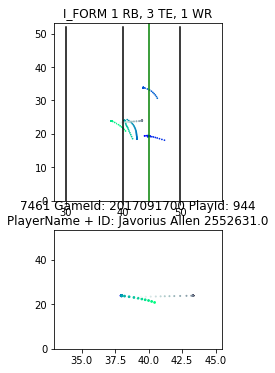 I_FORM 1 RB, 3 TE, 1 WR
50
40
30
20
10
0
30 40 50
7461 GameId: 2017091700 PlayId: 944
PlayerName + ID: Javorius Allen 2552631.0
40
20
0
35.0 37.5 40.0 42.5 45.0